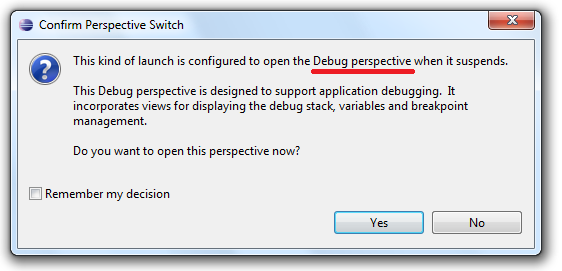 Confirm Perspective Switch
This kind of launch is configured to open the Debug perspective when it suspends.
This Debug perspective is designed to support application debugging. It
incorporates views for displaying the debug stack, variables and breakpoint
management.
Do you want to open this perspective now?
Remember my decision
Yes
No